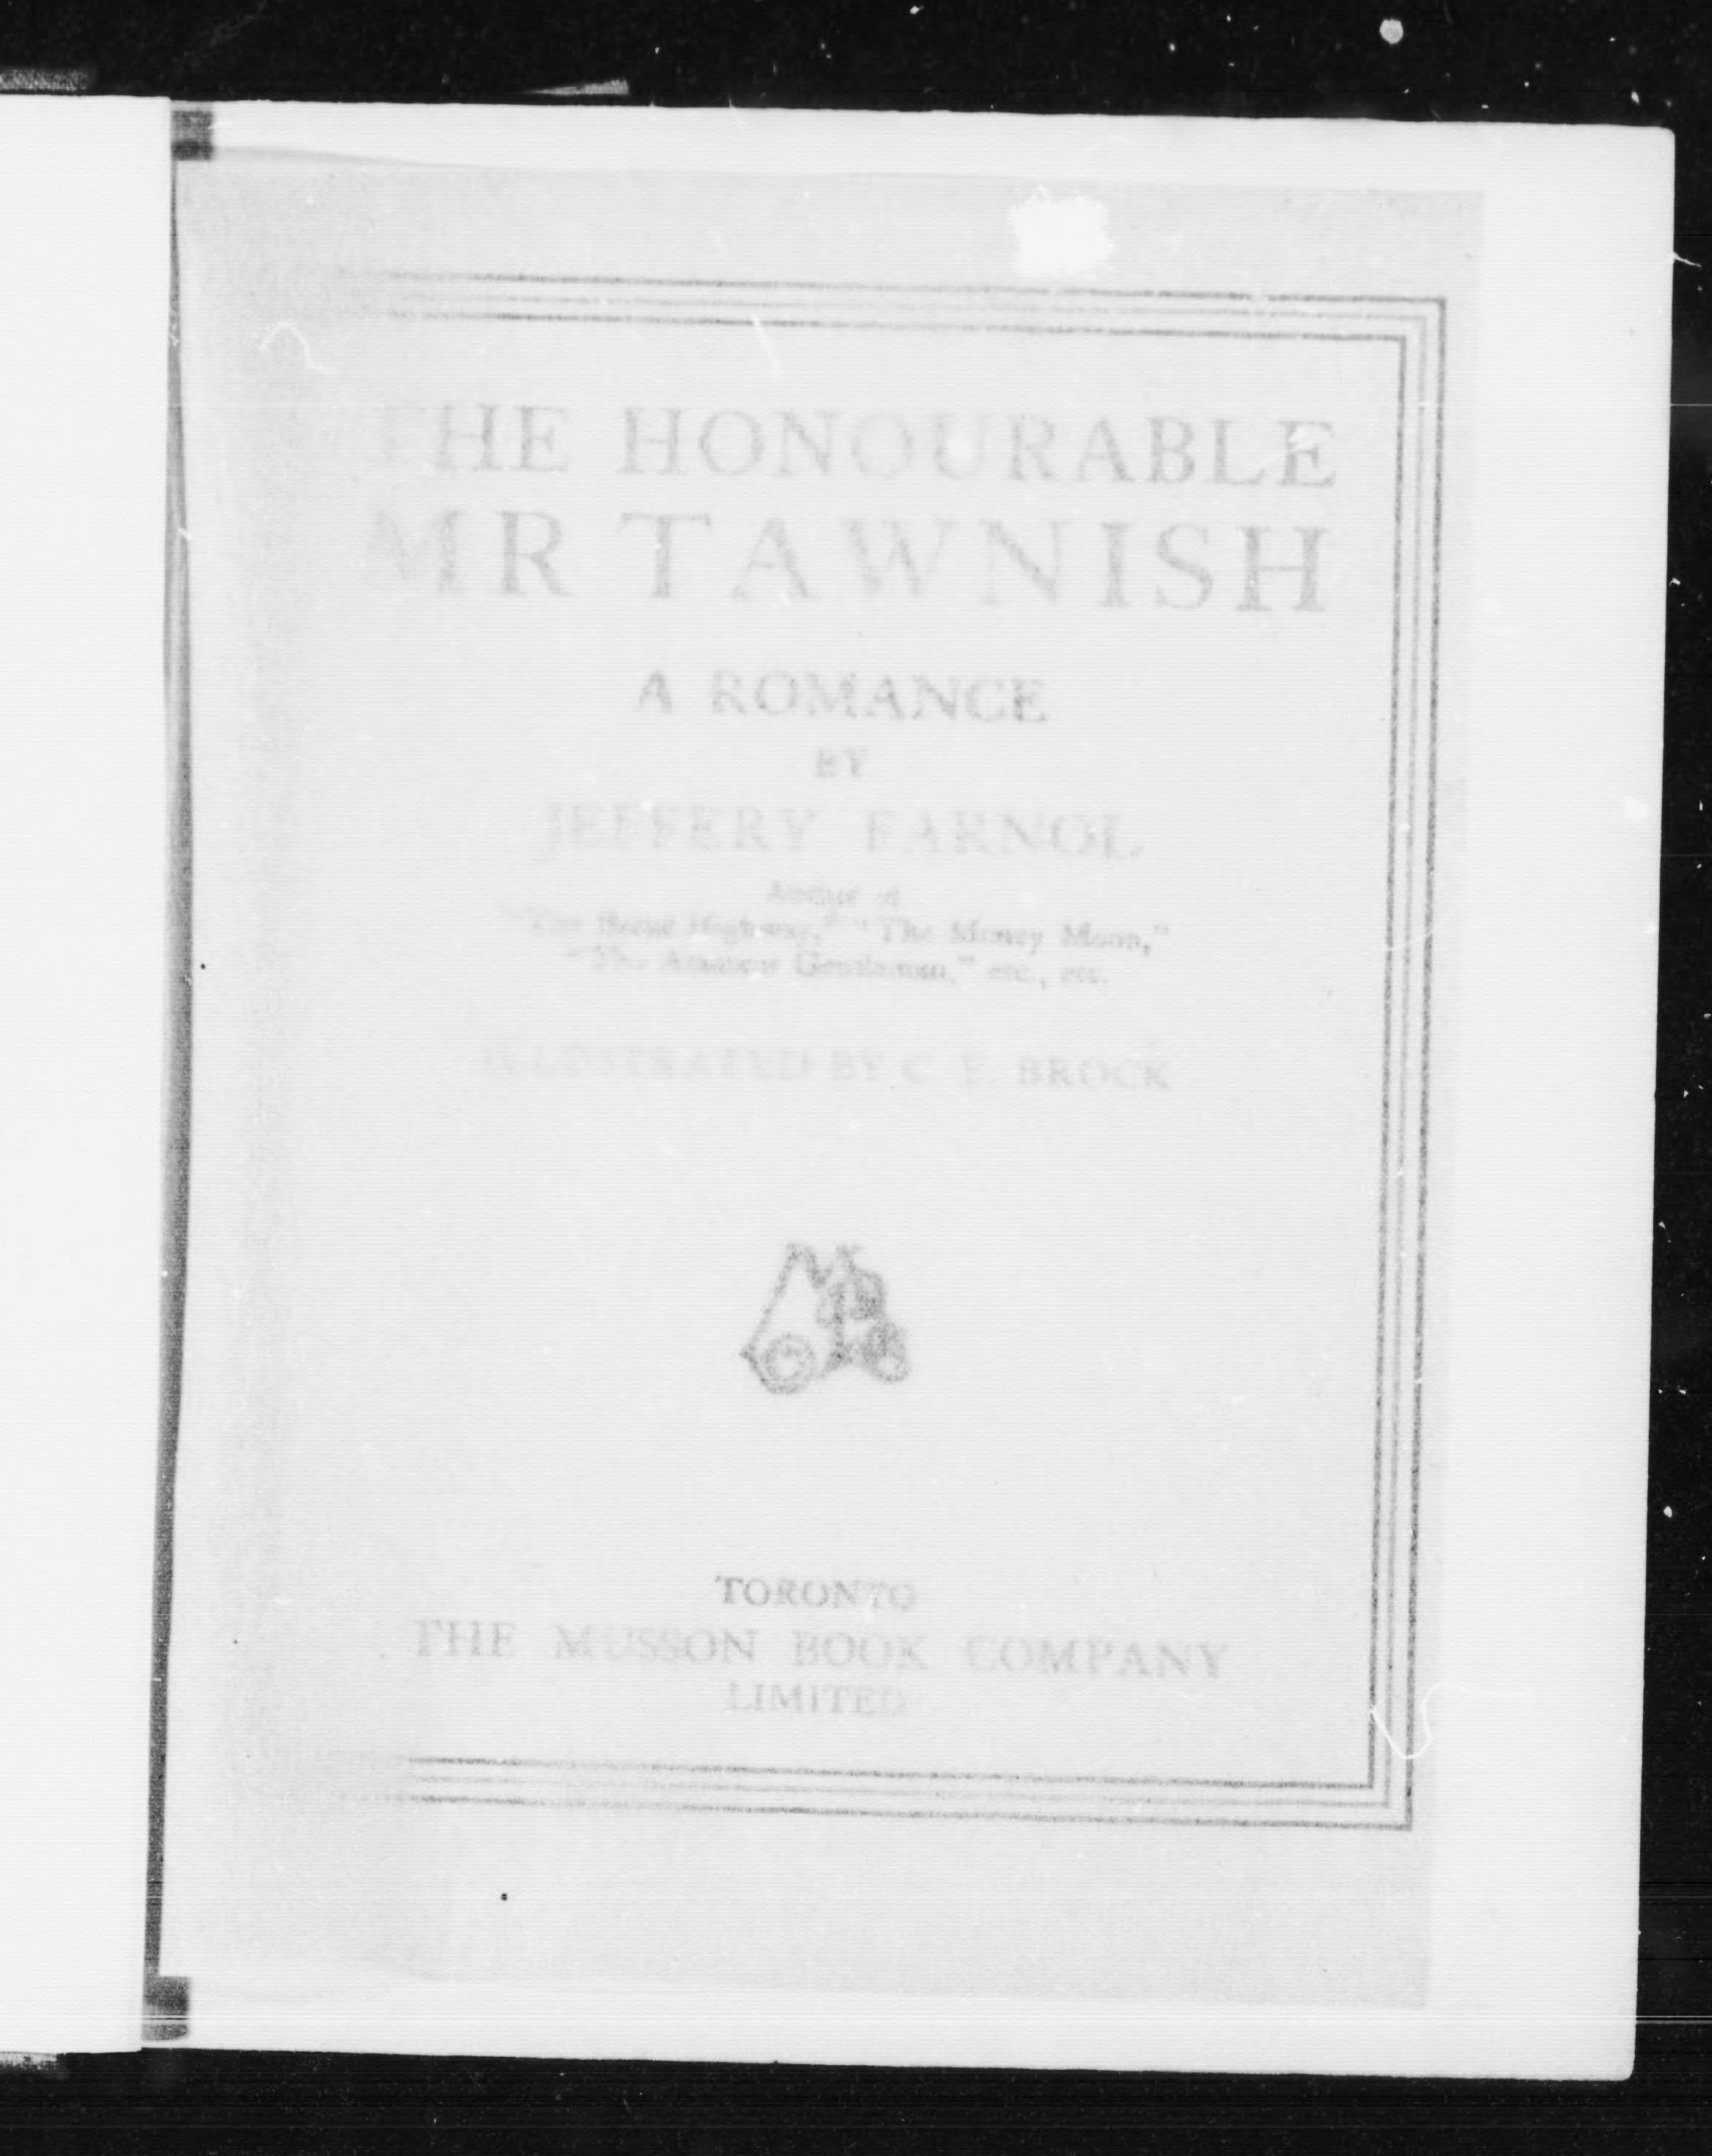 THE HONOURABLE
MR TAWNISH
A ROMANCE
BY
JEFFERY FARNOL
Author of
"The Broad Highway," "The Money Moon,"
"The Amateur Gentleman," etc., etc.
ILLUSTRATED BY C. E. BROCK
TORONTO
THE MUSSON BOOK COMPANY
LIMITED